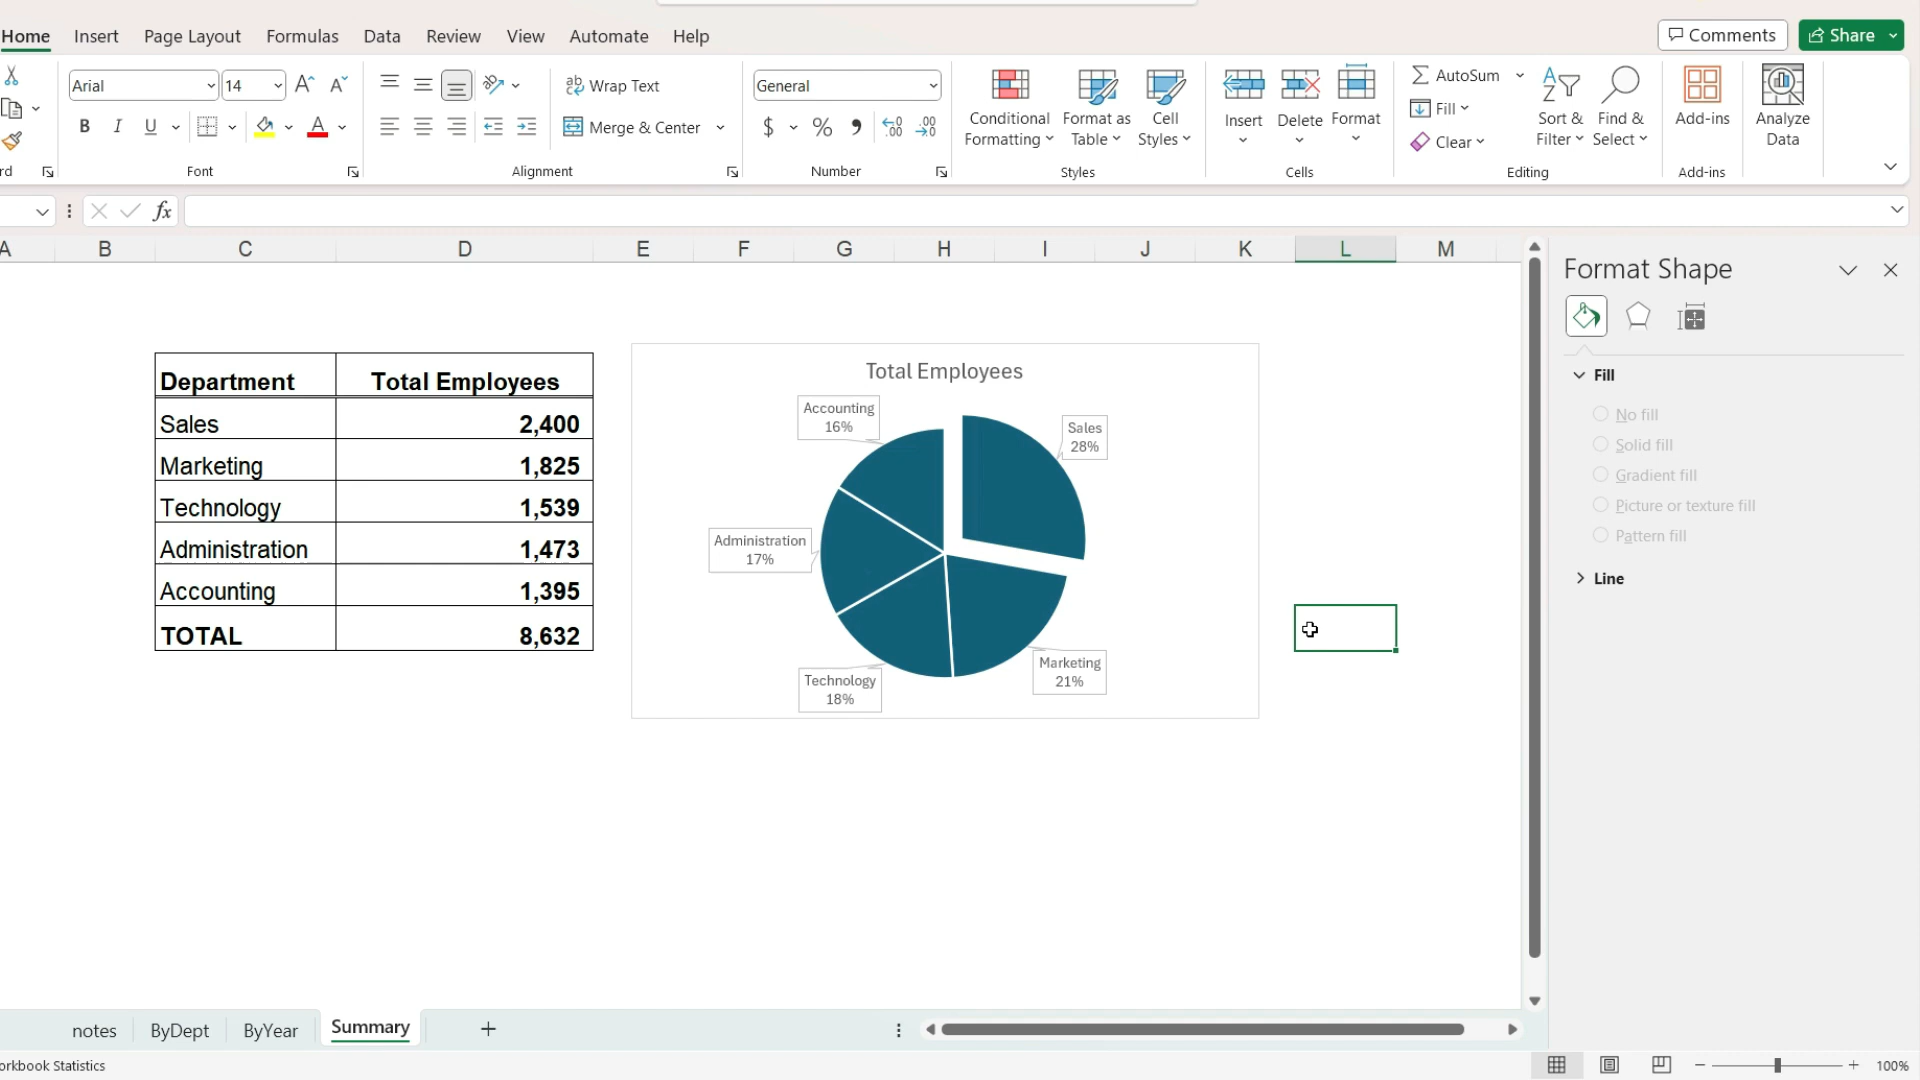 Home Insert Page Layout Formulas Data Review View Automate Help Comments Share
Arial 14 Wrap Text General Conditional Formatting Format as Table Cell Styles Insert Delete Format AutoSum Fill Clear Sort & Filter Find & Select Add-ins Analyze Data
B I U Merge & Center $ % 9 .00 .00
rd Font Alignment Number Styles Cells Editing Add-ins
fx
A B C D E F G H I J K L M
Format Shape
Fill
No fill
Solid fill
Gradient fill
Picture or texture fill
Pattern fill
Line
Department Total Employees
Sales 2,400
Marketing 1,825
Technology 1,539
Administration 1,473
Accounting 1,395
TOTAL 8,632
Total Employees
Accounting
16%
Sales
28%
Administration
17%
Marketing
21%
Technology
18%
notes ByDept ByYear Summary
orkbook Statistics 100%